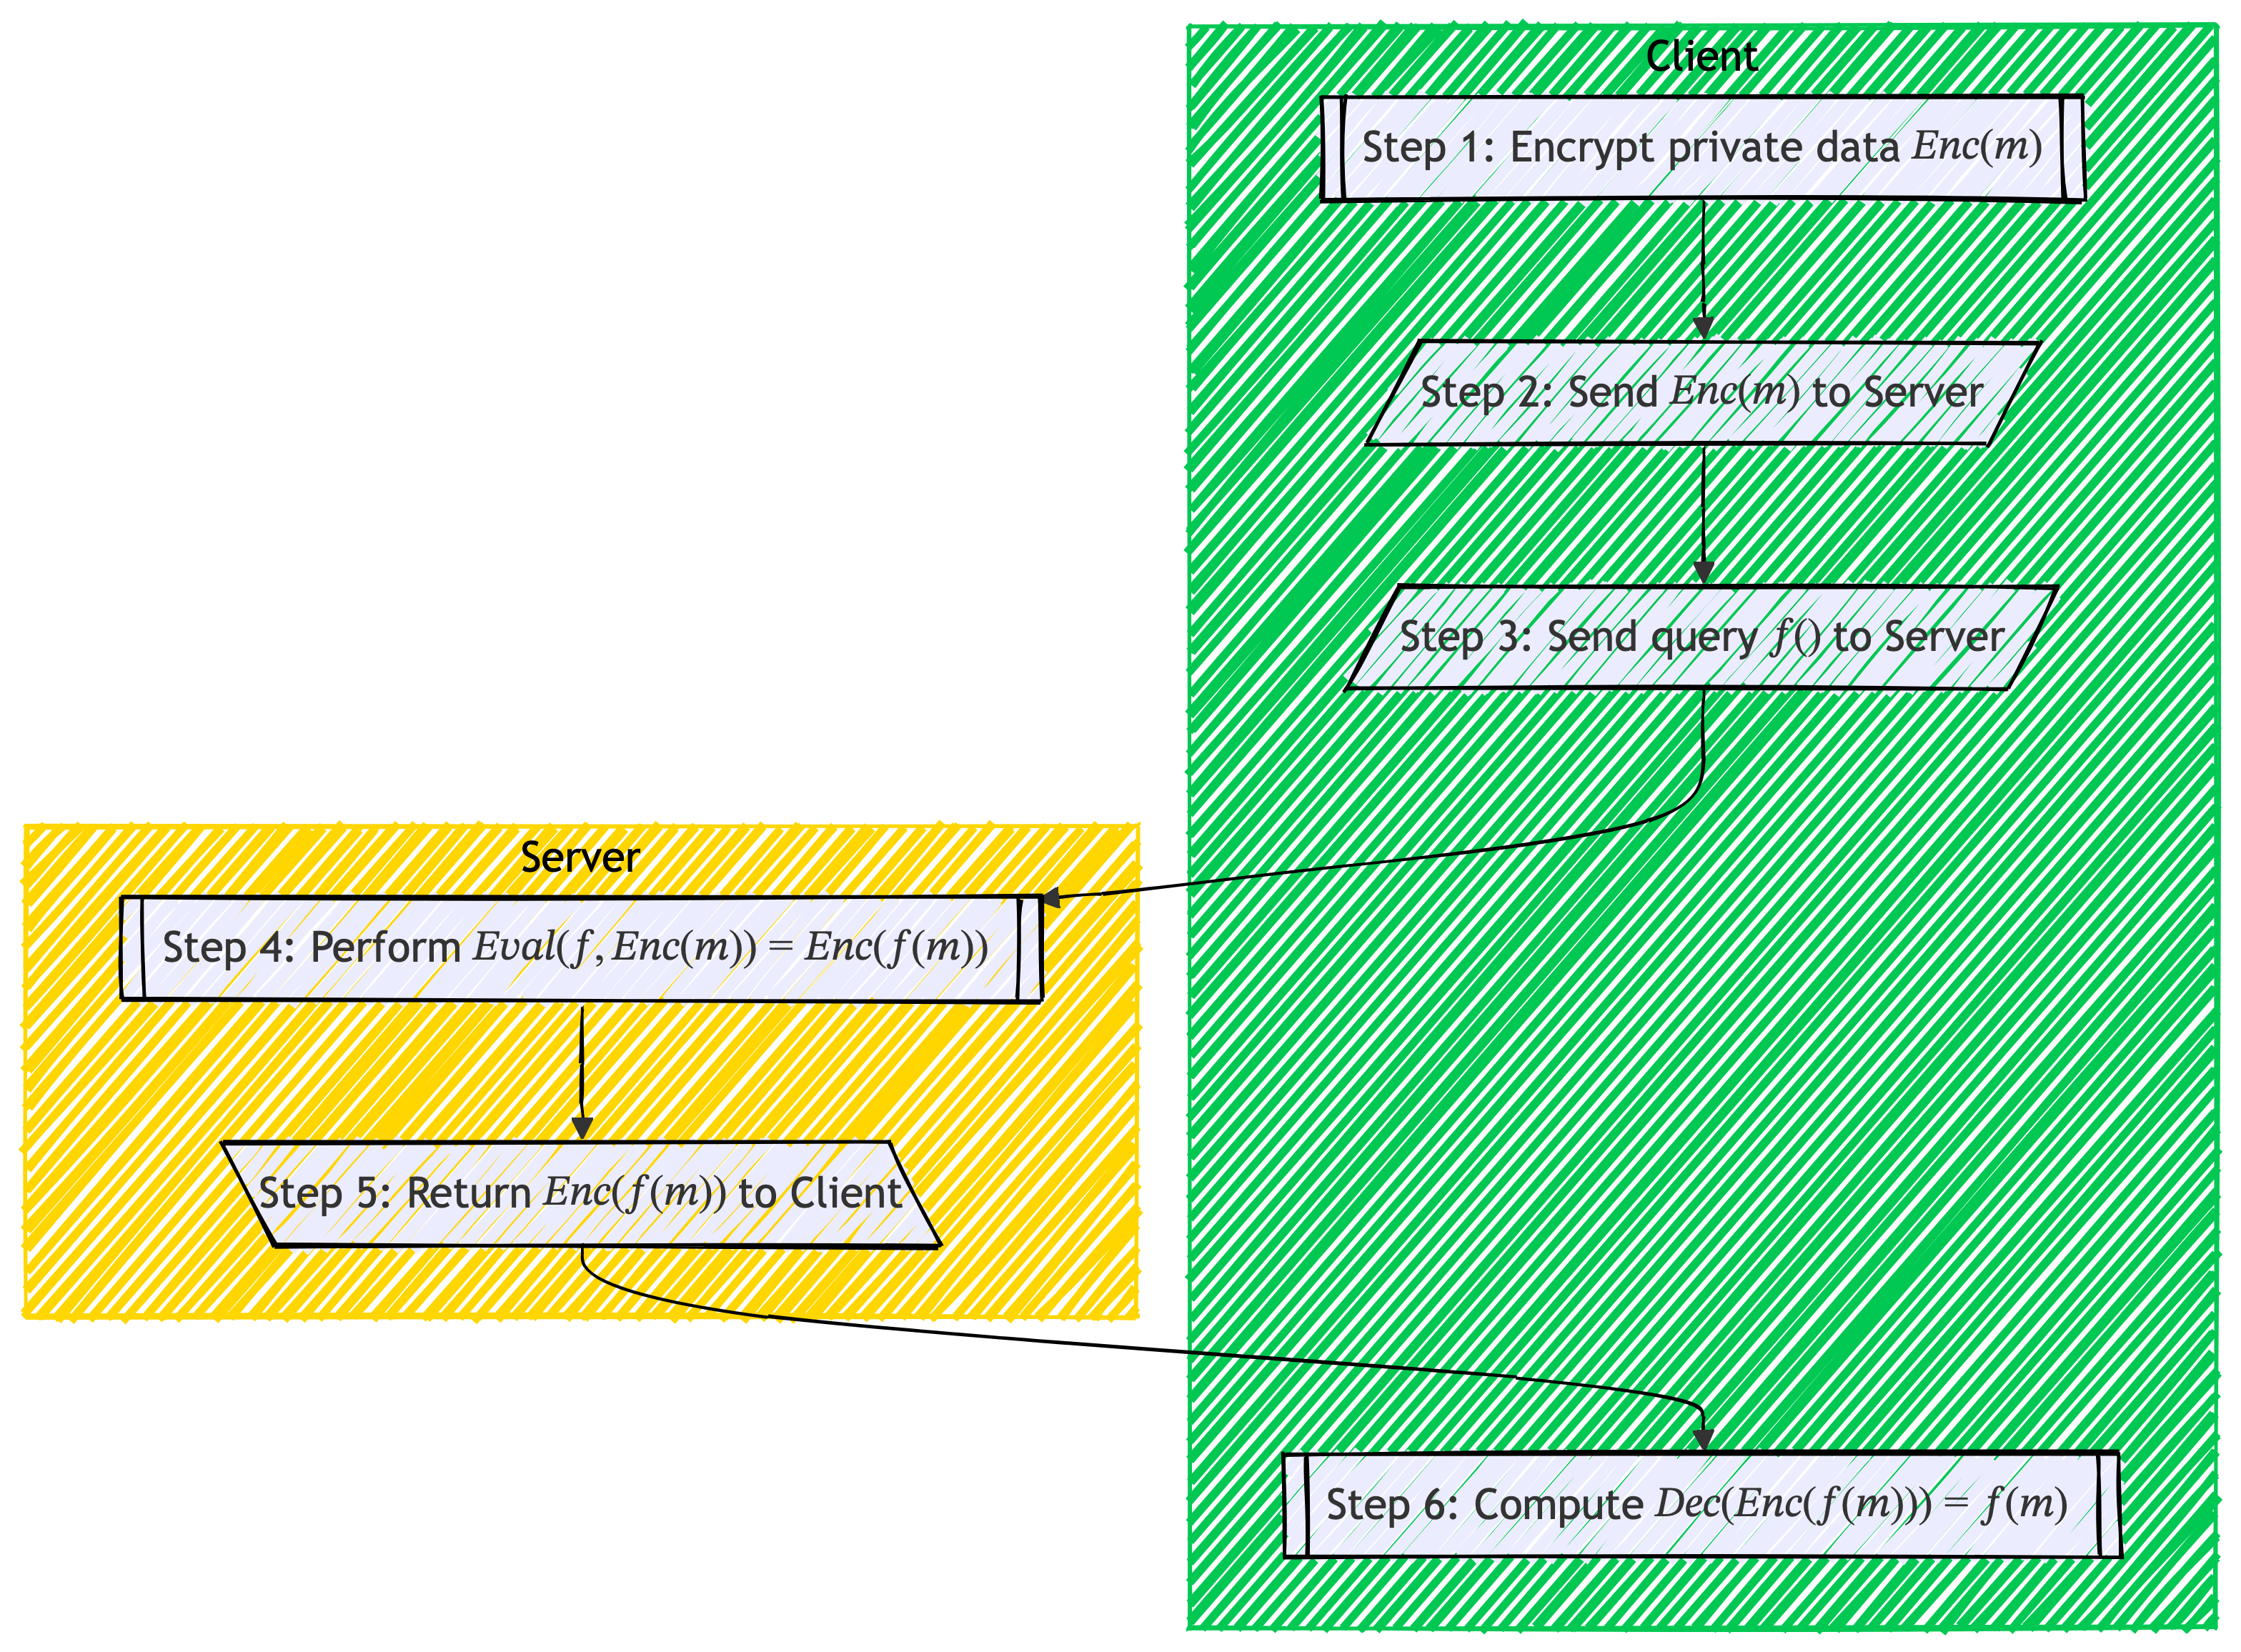 Client
Step 1: Encrypt private data Enc(m)
Step 2: Send Enc(m) to Server
Step 3: Send query f() to Server
Server
Step 4: Perform Eval(f, Enc(m)) = Enc(f(m))
Step 5: Return Enc(f(m)) to Client
Step 6: Compute Dec(Enc(f(m))) = f(m)